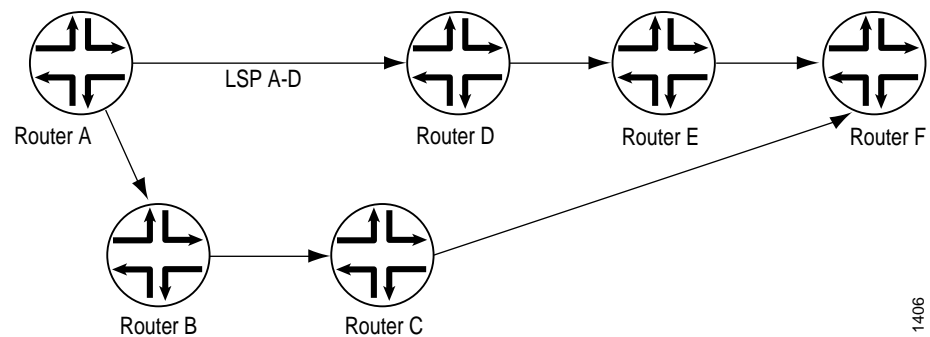 LSP A-D
Router A
Router D
Router E
Router F
Router B
Router C
1406